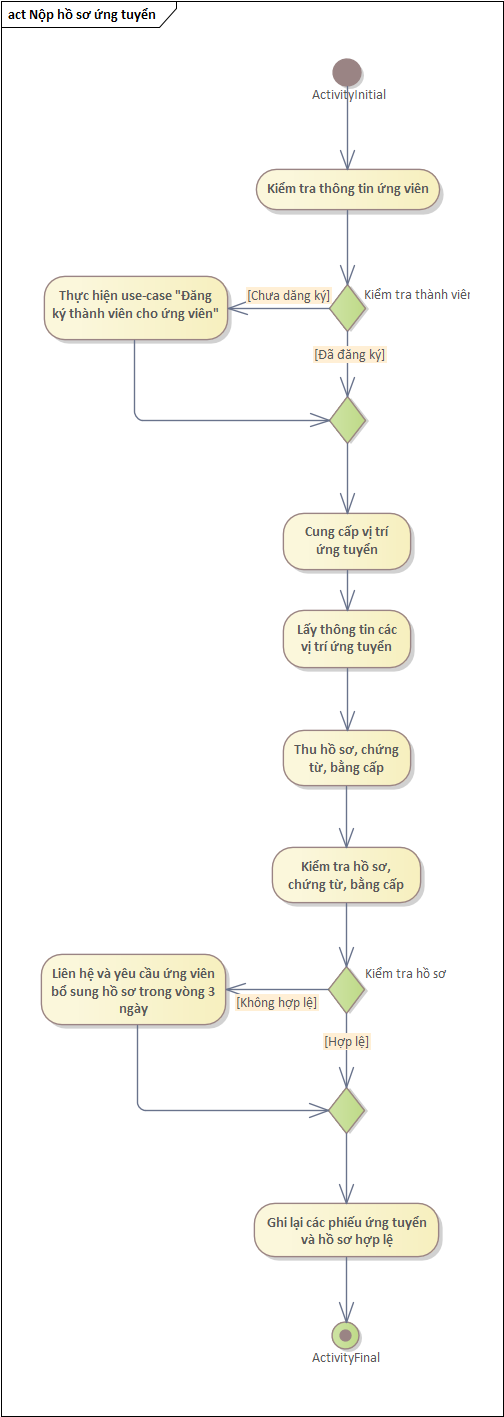 act Nộp hồ sơ ứng tuyển
ActivityInitial
Kiểm tra thông tin ứng viên
Thực hiện use-case "Đăng
ký thành viên cho ứng viên"
[Chưa dăng ký]
Kiểm tra thành viên
[Đã đăng ký]
Cung cấp vị trí
ứng tuyển
Lấy thông tin các
vị trí ứng tuyển
Thu hồ sơ, chứng
từ, bằng cấp
Kiểm tra hồ sơ,
chứng từ, bằng cấp
Liên hệ và yêu cầu ứng viên
bổ sung hồ sơ trong vòng 3
ngày
Kiểm tra hồ sơ
[Không hợp lệ]
[Hợp lệ]
Ghi lại các phiếu ứng tuyển
và hồ sơ hợp lệ
ActivityFinal